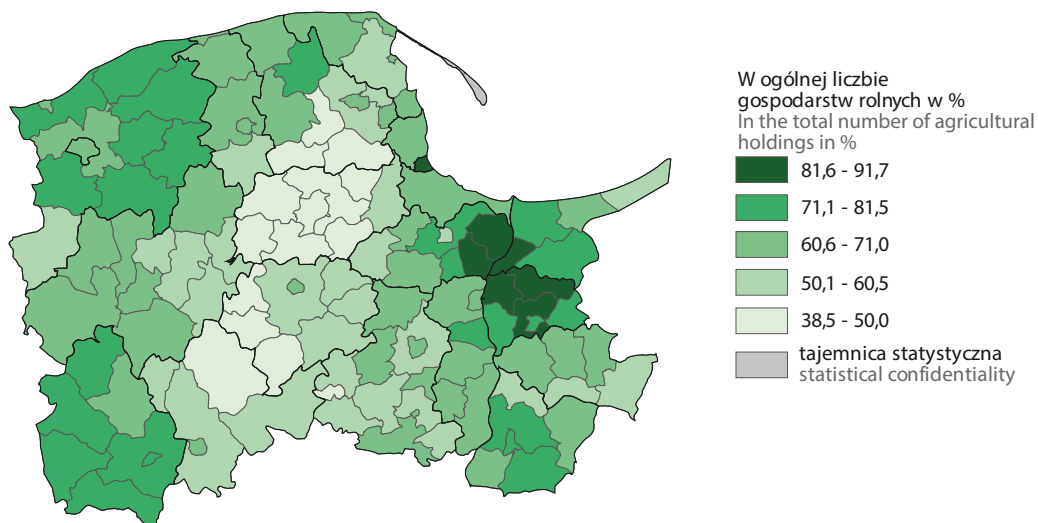 W ogólnej liczbie
gospodarstw rolnych w %
In the total number of agricultural
holdings in %
81,6 - 91,7
71,1 - 81,5
60,6 - 71,0
50,1 - 60,5
38,5 - 50,0
tajemnica statystyczna
statistical confidentiality